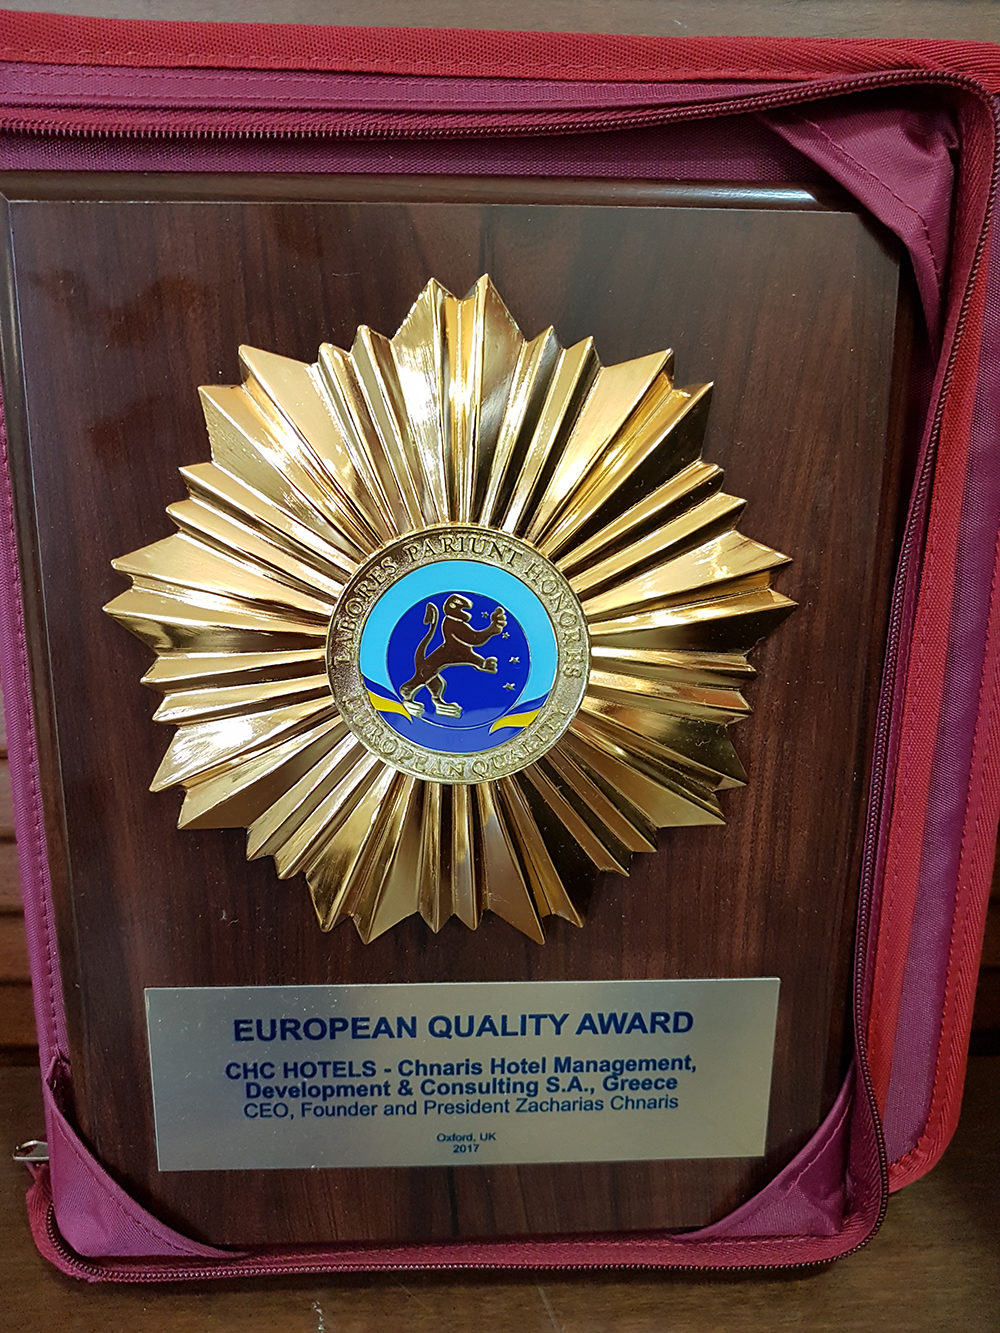 LABORES PARIUNT HONORES
EUROPEAN QUALITY
EUROPEAN QUALITY AWARD
CHC HOTELS - Chnaris Hotel Management,
Development & Consulting S.A., Greece
CEO, Founder and President Zacharias Chnaris
Oxford, UK
2017